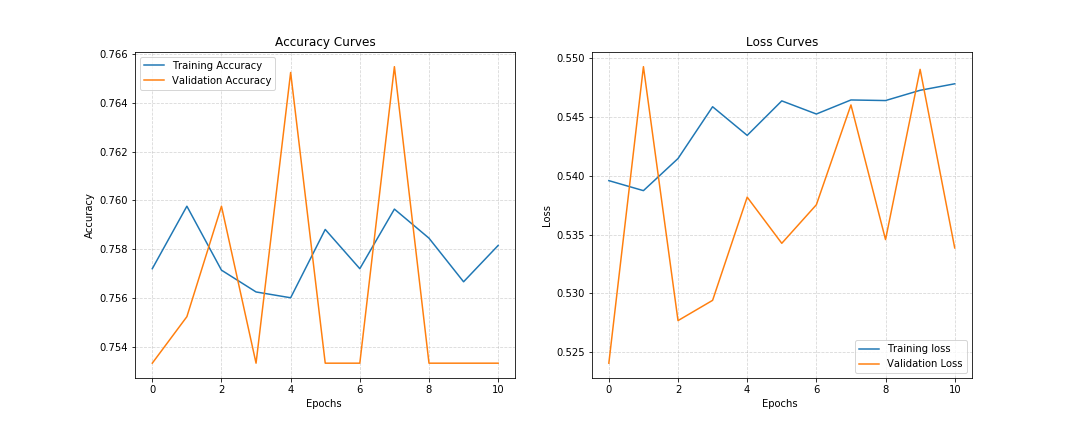 Accuracy Curves
0.766
0.764
0.762
0.760
0.758
0.756
0.754
Accuracy
Training Accuracy
Validation Accuracy
0 2 4 6 8 10
Epochs
Loss Curves
0.550
0.545
0.540
0.535
0.530
0.525
Loss
Training loss
Validation Loss
0 2 4 6 8 10
Epochs